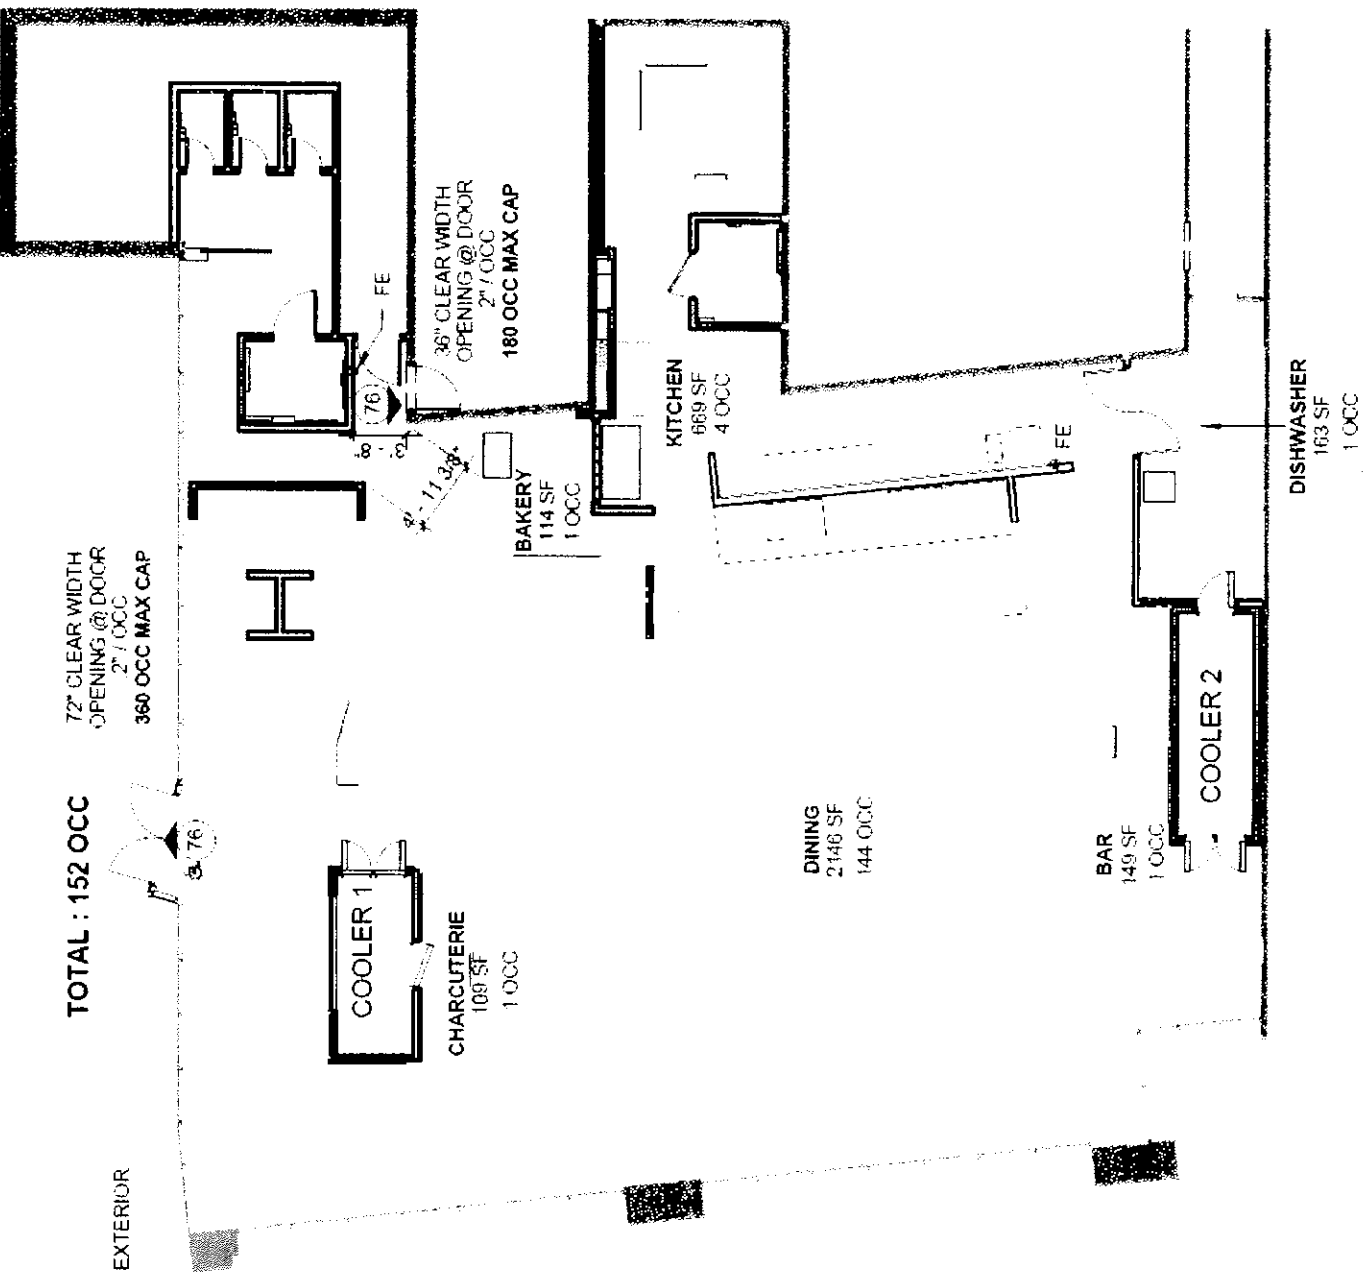 TOTAL : 152 OCC
72" CLEAR WIDTH
OPENING @ DOOR
2" / OCC
360 OCC MAX CAP
EXTERIOR
76
COOLER 1
CHARCUTERIE
109 SF
1 OCC
76
FE
36" CLEAR WIDTH
OPENING @ DOOR
2" / OCC
180 OCC MAX CAP
BAKERY
114 SF
1 OCC
KITCHEN
669 SF
4 OCC
DINING
2146 SF
144 OCC
FE
BAR
149 SF
1 OCC
COOLER 2
DISHWASHER
163 SF
1 OCC